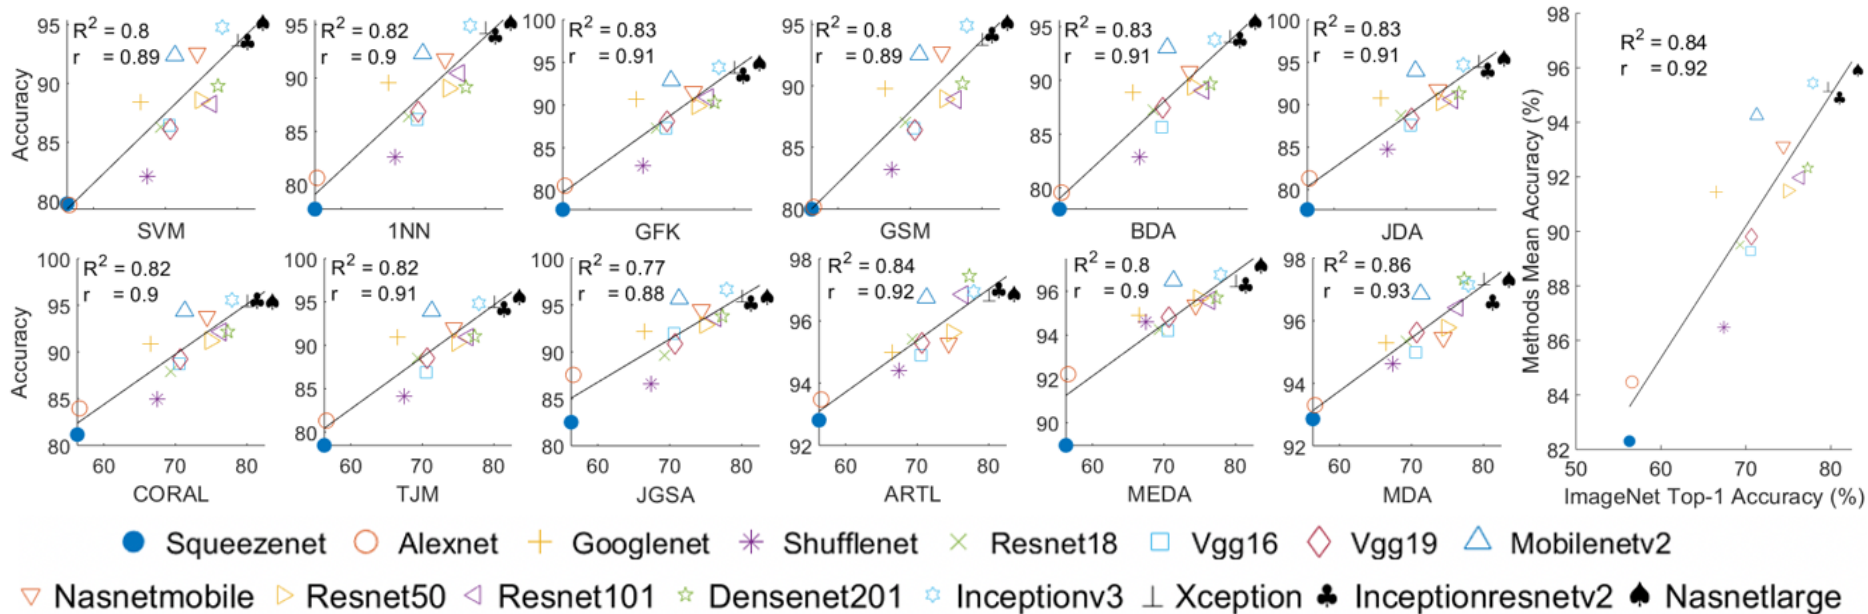 Accuracy
95
90
85
80
R² = 0.8
r = 0.89
SVM
95
90
85
80
R² = 0.82
r = 0.9
1NN
100
95
90
85
80
R² = 0.83
r = 0.91
GFK
95
90
85
80
R² = 0.8
r = 0.89
GSM
95
90
85
80
R² = 0.83
r = 0.91
BDA
100
95
90
85
80
R² = 0.83
r = 0.91
JDA
Accuracy
100
95
90
85
80
R² = 0.82
r = 0.9
60 70 80
CORAL
100
95
90
85
80
R² = 0.82
r = 0.91
60 70 80
TJM
100
95
90
85
80
R² = 0.77
r = 0.88
60 70 80
JGSA
98
96
94
92
R² = 0.84
r = 0.92
60 70 80
ARTL
96
94
92
90
R² = 0.8
r = 0.9
60 70 80
MEDA
98
96
94
92
R² = 0.86
r = 0.93
60 70 80
MDA
Methods Mean Accuracy (%)
98
96
94
92
90
88
86
84
82
R² = 0.84
r = 0.92
50 60 70 80
ImageNet Top-1 Accuracy (%)
Squeezenet Alexnet Googlenet Shufflenet Resnet18 Vgg16 Vgg19 Mobilenetv2
Nasnetmobile Resnet50 Resnet101 Densenet201 Inceptionv3 Xception Inceptionresnetv2 Nasnetlarge